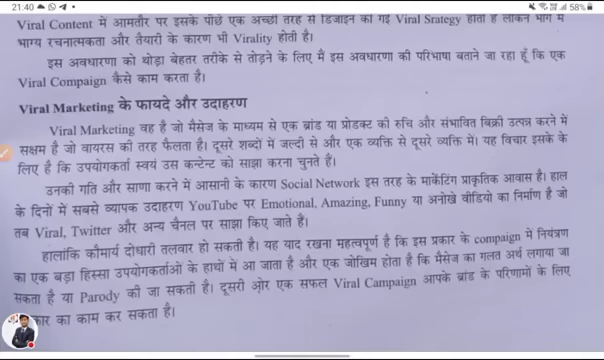 21:40
58%
Viral Content में आमतौर पर इसके पीछे एक अच्छी तरह से डिजाइन की गई Viral Srategy होता है लेकिन भाग में
भाग्य रचनात्मकता और तैयारी के कारण भी Virality होती है।
इस अवधारणा को थोड़ा बेहतर तरीके से तोड़ने के लिए मैं इस अवधारणा की परिभाषा बताने जा रहा हूँ कि एक
Viral Compaign कैसे काम करता है।
Viral Marketing के फायदे और उदाहरण
Viral Marketing वह है जो मैसेज के माध्यम से एक ब्रांड या प्रोडक्ट की रुचि और संभावित बिक्री उत्पन्न करने में
सक्षम है जो वायरस की तरह फैलता है। दूसरे शब्दों में जल्दी से और एक व्यक्ति से दूसरे व्यक्ति में। यह विचार इसके के
लिए है कि उपयोगकर्ता स्वयं उस कन्टेन्ट को साझा करना चुनते हैं।
उनकी गति और साणा करने में आसानी के कारण Social Network इस तरह के मार्केटिंग प्राकृतिक आवास है। हाल
के दिनों में सबसे व्यापक उदाहरण YouTube पर Emotional, Amazing, Funny या अनोखे वीडियो का निर्माण है जो
तब Viral, Twitter और अन्य चैनल पर साझा किए जाते हैं।
हालांकि कौमार्य दोधारी तलवार हो सकती है। यह याद रखना महत्वपूर्ण है कि इस प्रकार के compaign में नियंत्रण
का एक बड़ा हिस्सा उपयोगकर्ताओ के हाथों में आ जाता है और एक जोखिम होता है कि मैसेज का गलत अर्थ लगाया जा
सकता है या Parody की जा सकती है। दूसरी ओर एक सफल Viral Campaign आपके ब्रांड के परिणामों के लिए
कार का काम कर सकता है।